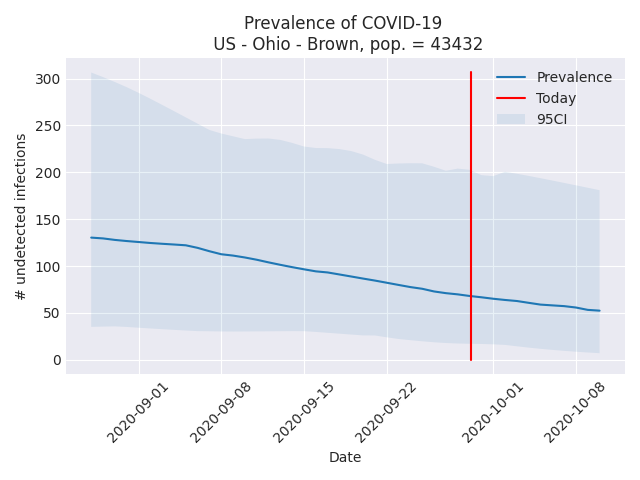 Prevalence of COVID-19
US - Ohio - Brown, pop. = 43432
Prevalence
Today
95CI
# undetected infections
300
250
200
150
100
50
0
2020-09-01
2020-09-08
2020-09-15
2020-09-22
2020-10-01
2020-10-08
Date